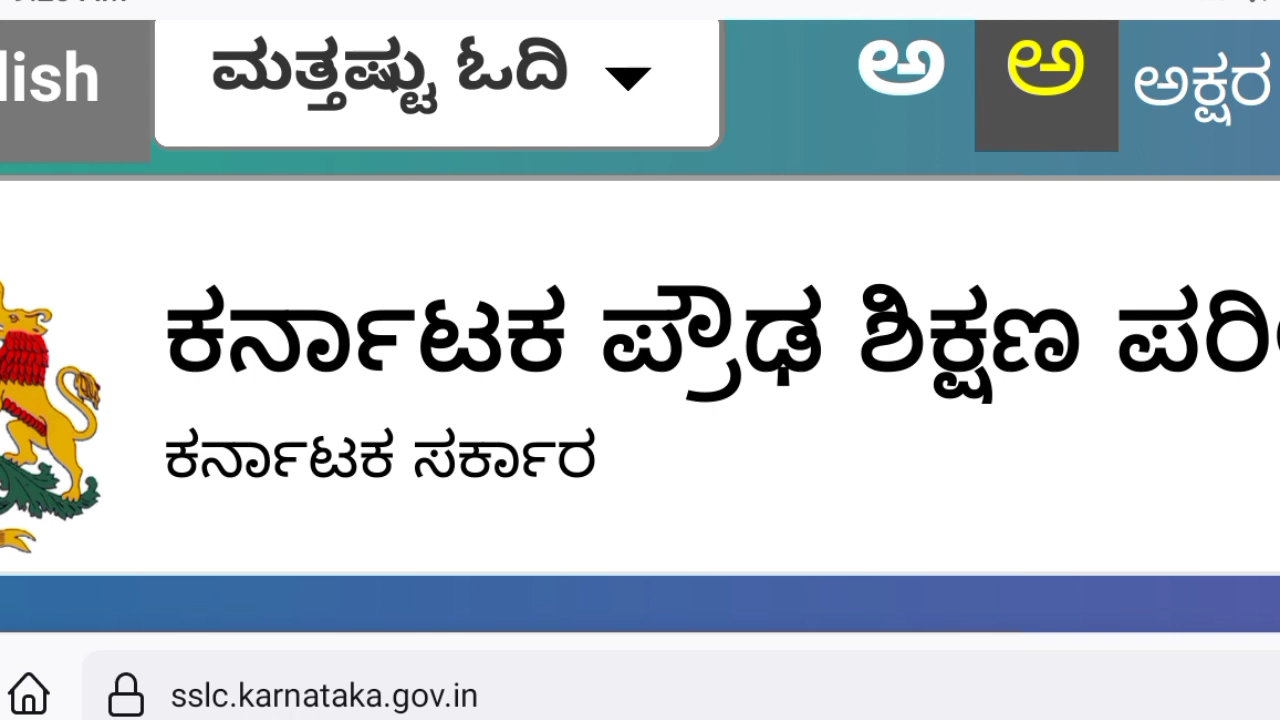 lish ಮತ್ತಷ್ಟು ಓದಿ ಅ ಅ ಅಕ್ಷರ
ಕರ್ನಾಟಕ ಪ್ರೌಢ ಶಿಕ್ಷಣ
ಕರ್ನಾಟಕ ಸರ್ಕಾರ
sslc.karnataka.gov.in